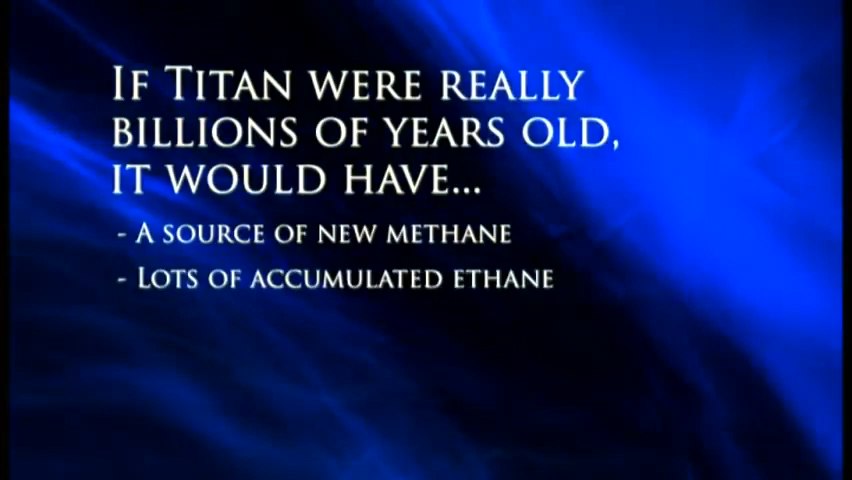 If Titan were really
billions of years old,
it would have...
- A source of new methane
- Lots of accumulated ethane